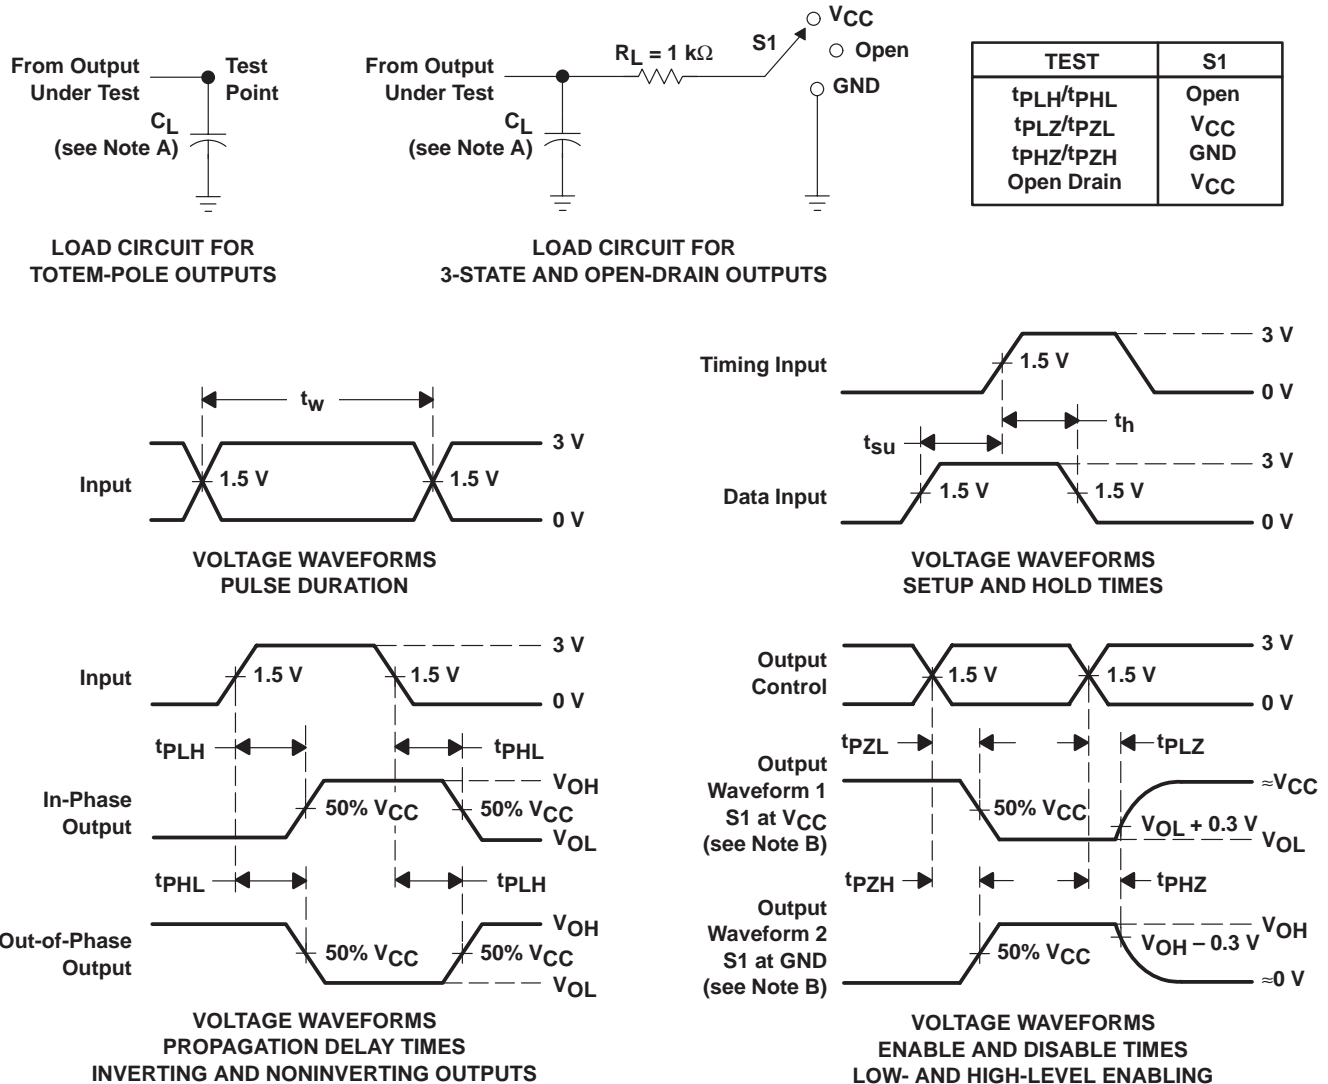 From Output
Under Test
Test
Point
CL
(see Note A)
LOAD CIRCUIT FOR
TOTEM-POLE OUTPUTS
From Output
Under Test
CL
(see Note A)
RL = 1 kΩ
S1
VCC
Open
GND
LOAD CIRCUIT FOR
3-STATE AND OPEN-DRAIN OUTPUTS
TEST S1
tPLH/tPHL Open
tPLZ/tPZL VCC
tPHZ/tPZH GND
Open Drain VCC
tw
Input
1.5 V
1.5 V
3 V
0 V
VOLTAGE WAVEFORMS
PULSE DURATION
Timing Input
1.5 V
3 V
0 V
tsu
th
Data Input
1.5 V
1.5 V
3 V
0 V
VOLTAGE WAVEFORMS
SETUP AND HOLD TIMES
Input
1.5 V
1.5 V
3 V
0 V
tPLH
tPHL
In-Phase
Output
50% VCC
50% VCC
VOH
VOL
tPHL
tPLH
Out-of-Phase
Output
50% VCC
50% VCC
VOH
VOL
VOLTAGE WAVEFORMS
PROPAGATION DELAY TIMES
INVERTING AND NONINVERTING OUTPUTS
Output
Control
1.5 V
1.5 V
3 V
0 V
tPZL
tPLZ
Output
Waveform 1
S1 at VCC
(see Note B)
50% VCC
VOL + 0.3 V
≈VCC
VOL
tPZH
tPHZ
Output
Waveform 2
S1 at GND
(see Note B)
50% VCC
VOH – 0.3 V
VOH
≈0 V
VOLTAGE WAVEFORMS
ENABLE AND DISABLE TIMES
LOW- AND HIGH-LEVEL ENABLING